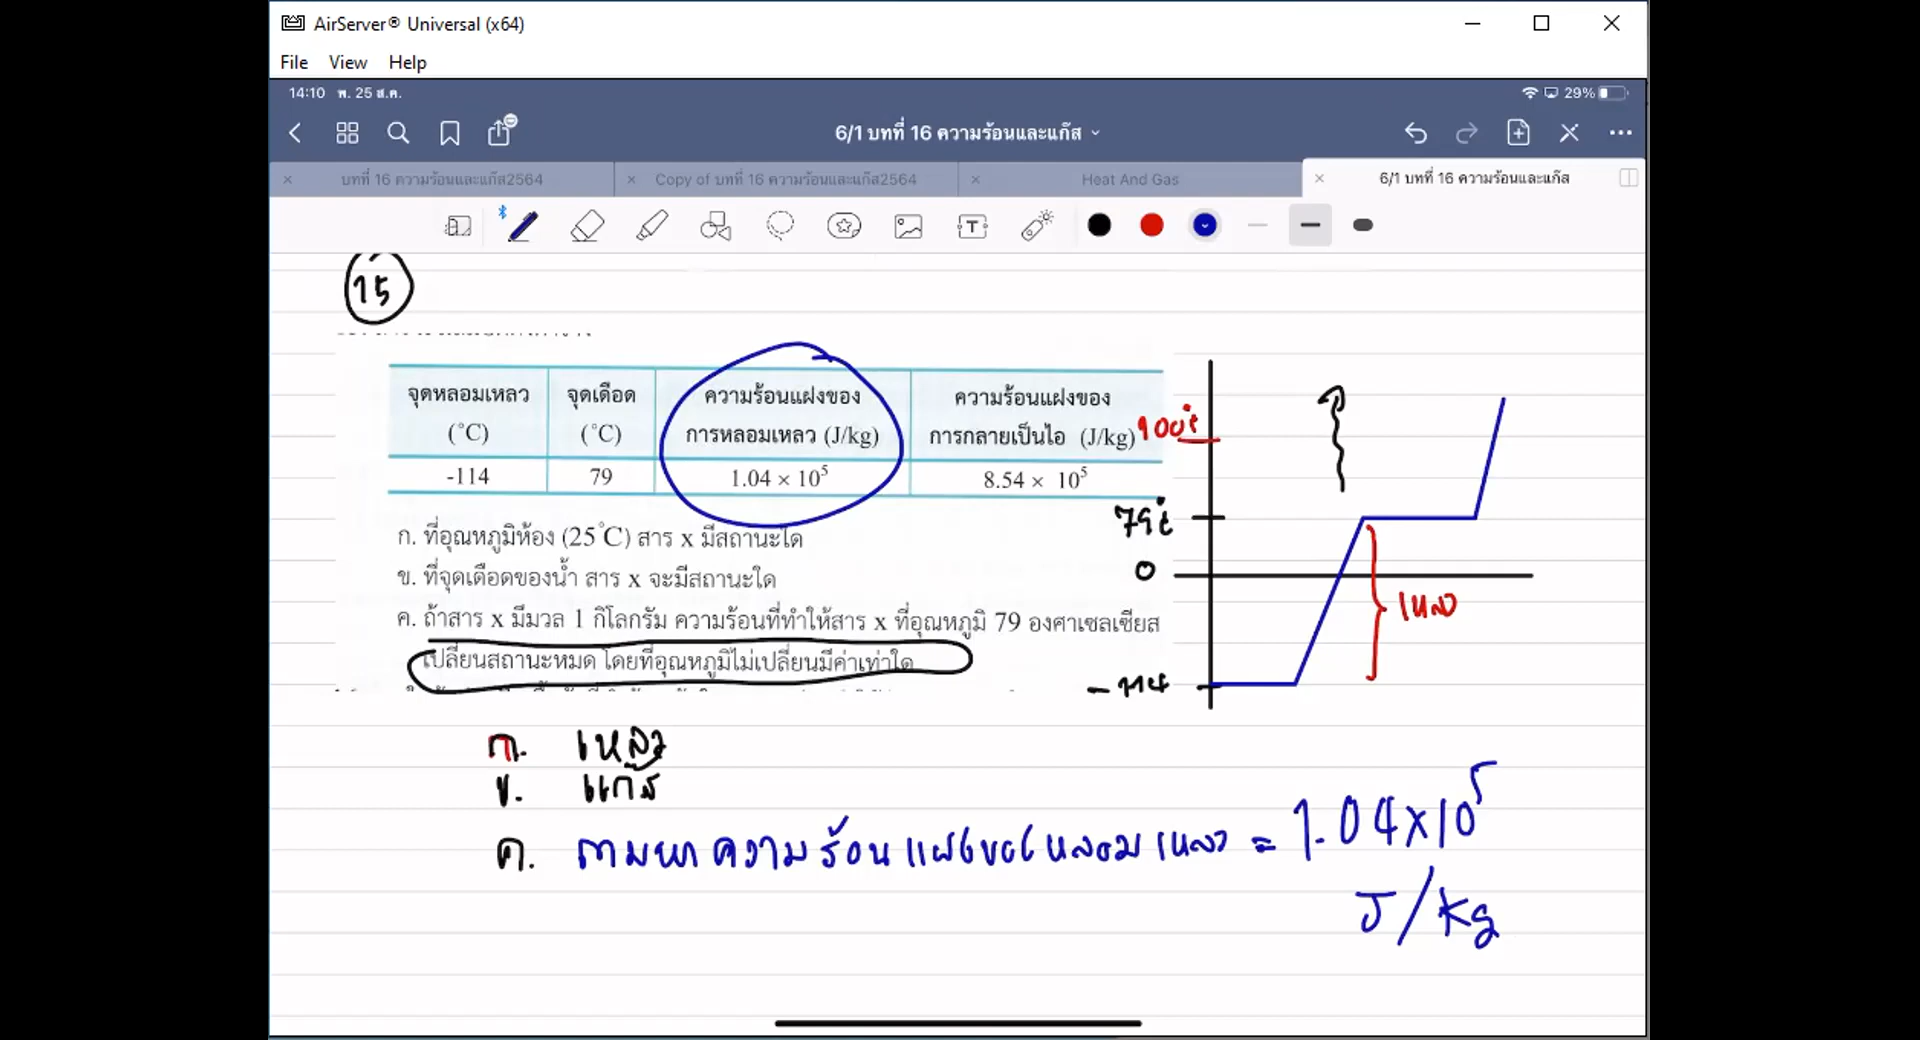 AirServer® Universal (x64)
File View Help
14:10 พ. 25 ส.ค. 29%
6/1 บทที่ 16 ความร้อนและแก๊ส
บทที่ 16 ความร้อนและแก๊ส2564
Copy of บทที่ 16 ความร้อนและแก๊ส2564
Heat And Gas
6/1 บทที่ 16 ความร้อนและแก๊ส
15
จุดหลอมเหลว (°C)
จุดเดือด (°C)
ความร้อนแฝงของ การหลอมเหลว (J/kg)
ความร้อนแฝงของ การกลายเป็นไอ (J/kg)
-114 79 1.04 × 10⁵ 8.54 × 10⁵
ก. ที่อุณหภูมิห้อง (25°C) สาร x มีสถานะใด
ข. ที่จุดเดือดของน้ำ สาร x จะมีสถานะใด
ค. ถ้าสาร x มีมวล 1 กิโลกรัม ความร้อนที่ทำให้สาร x ที่อุณหภูมิ 79 องศาเซลเซียส
เปลี่ยนสถานะหมด โดยที่อุณหภูมิไม่เปลี่ยนมีค่าเท่าใด
100°c
79°c
0
-114
เหลว
ก. เหลว
ข. แก๊ส
ค. ถามหาความร้อนแฝงของหลอมเหลว = 1.04×10⁵
J/kg